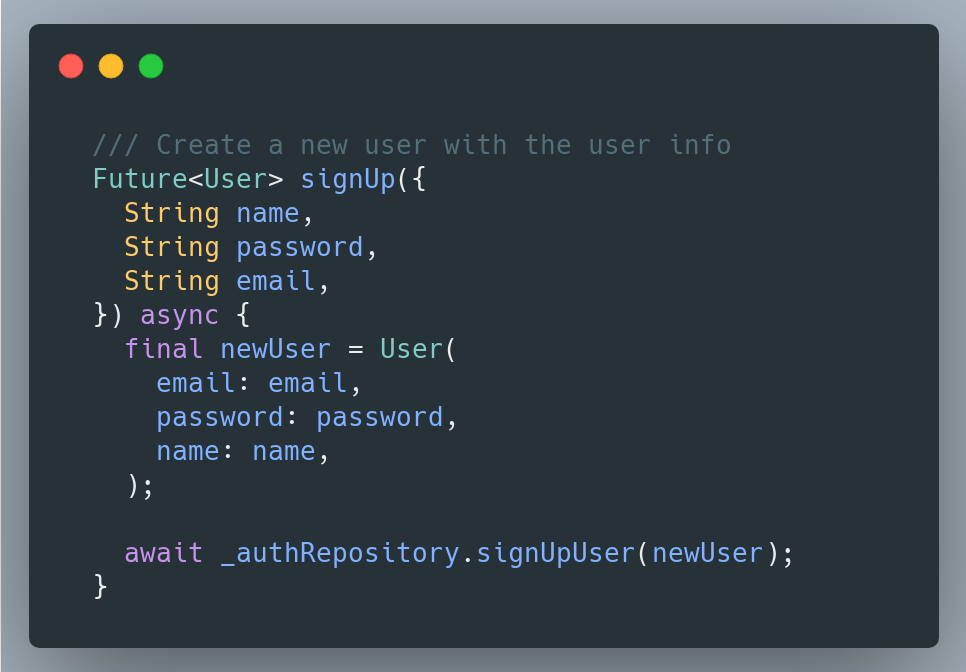 /// Create a new user with the user info
Future<User> signUp({
  String name,
  String password,
  String email,
}) async {
  final newUser = User(
    email: email,
    password: password,
    name: name,
  );

  await _authRepository.signUpUser(newUser);
}